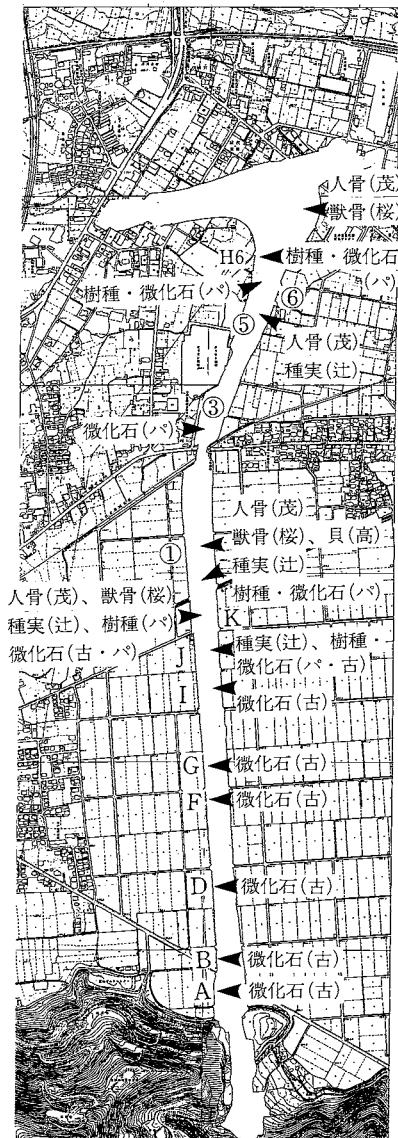 人骨(茂)
獣骨(桜)
H6
樹種・微化石
(パ)
樹種・微化石(パ)
⑥
⑤
人骨(茂)
種実(辻)
③
微化石(パ)
人骨(茂)
①
獣骨(桜)、貝(高)
種実(辻)
樹種・微化石(パ)
人骨(茂)、獣骨(桜)
種実(辻)、樹種(パ)
微化石(古・パ)
K
J
種実(辻)、樹種・
微化石(パ・古)
I
微化石(古)
G
微化石(古)
F
微化石(古)
D
微化石(古)
B
微化石(古)
A
微化石(古)